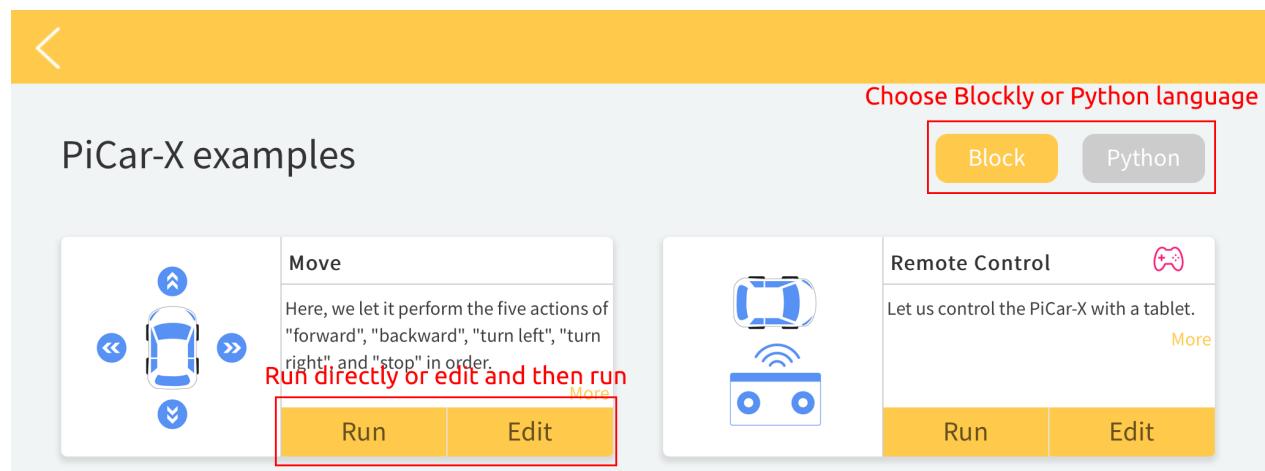 Choose Blockly or Python language
PiCar-X examples
Block
Python
Move
Here, we let it perform the five actions of
"forward", "backward", "turn left", "turn
right", and "stop" in order.
Run directly or edit and then run
More
Run
Edit
Remote Control
Let us control the PiCar-X with a tablet.
More
Run
Edit